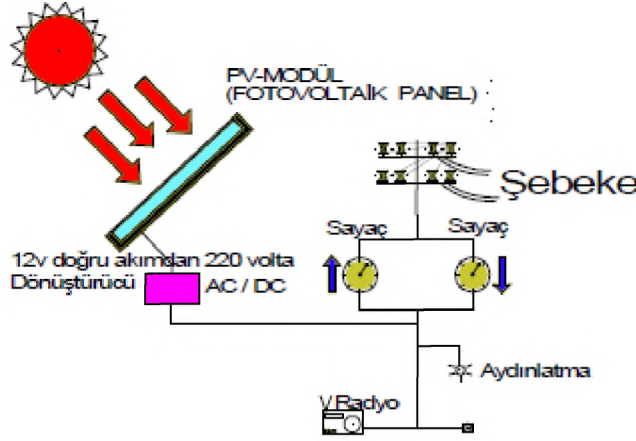 PV-MODÜL
(FOTOVOLTAİK PANEL)
Şebeke
Sayaç
Sayaç
12v doğru akımdan 220 volta
Dönüştürücü
AC / DC
Aydınlatma
Radyo